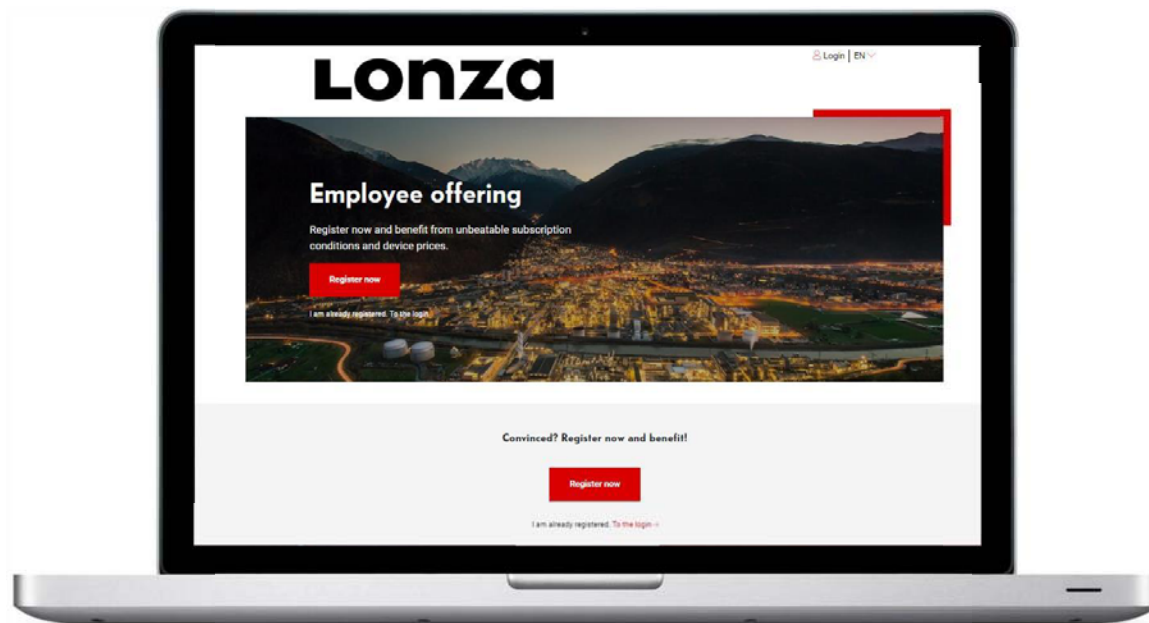 Lonza
Login | EN
Employee offering
Register now and benefit from unbeatable subscription
conditions and device prices.
Register now
I am already registered. To the login
Convinced? Register now and benefit!
Register now
I am already registered. To the login